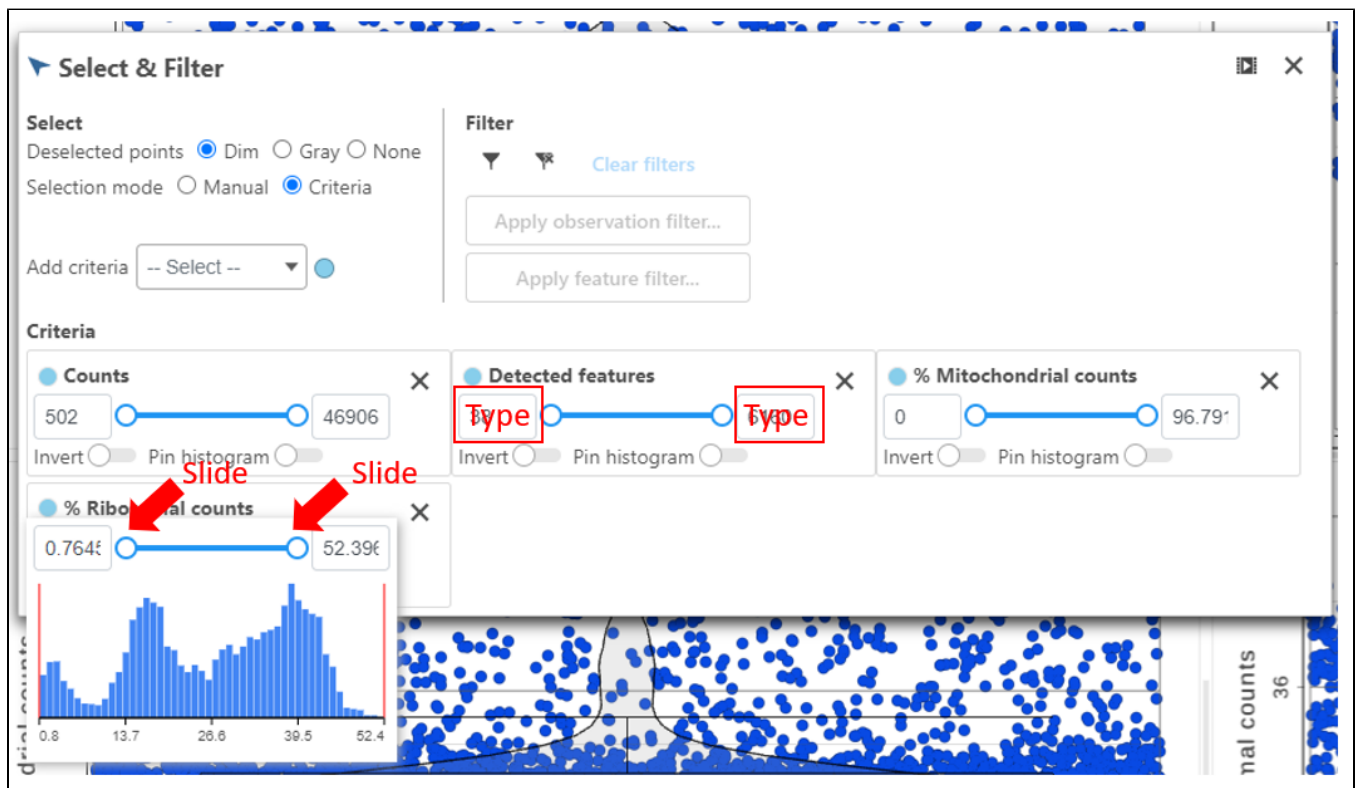 Select & Filter
Select
Deselected points Dim Gray None
Selection mode Manual Criteria
Add criteria -- Select --
Filter
Clear filters
Apply observation filter...
Apply feature filter...
Criteria
Counts
502 46906
Invert Pin histogram
Detected features
Type Type
Invert Pin histogram
% Mitochondrial counts
0 96.791
Invert Pin histogram
Slide Slide
% Ribo al counts
0.7645 52.396
0.8 13.7 26.6 39.5 52.4
drial counts
mal counts
36